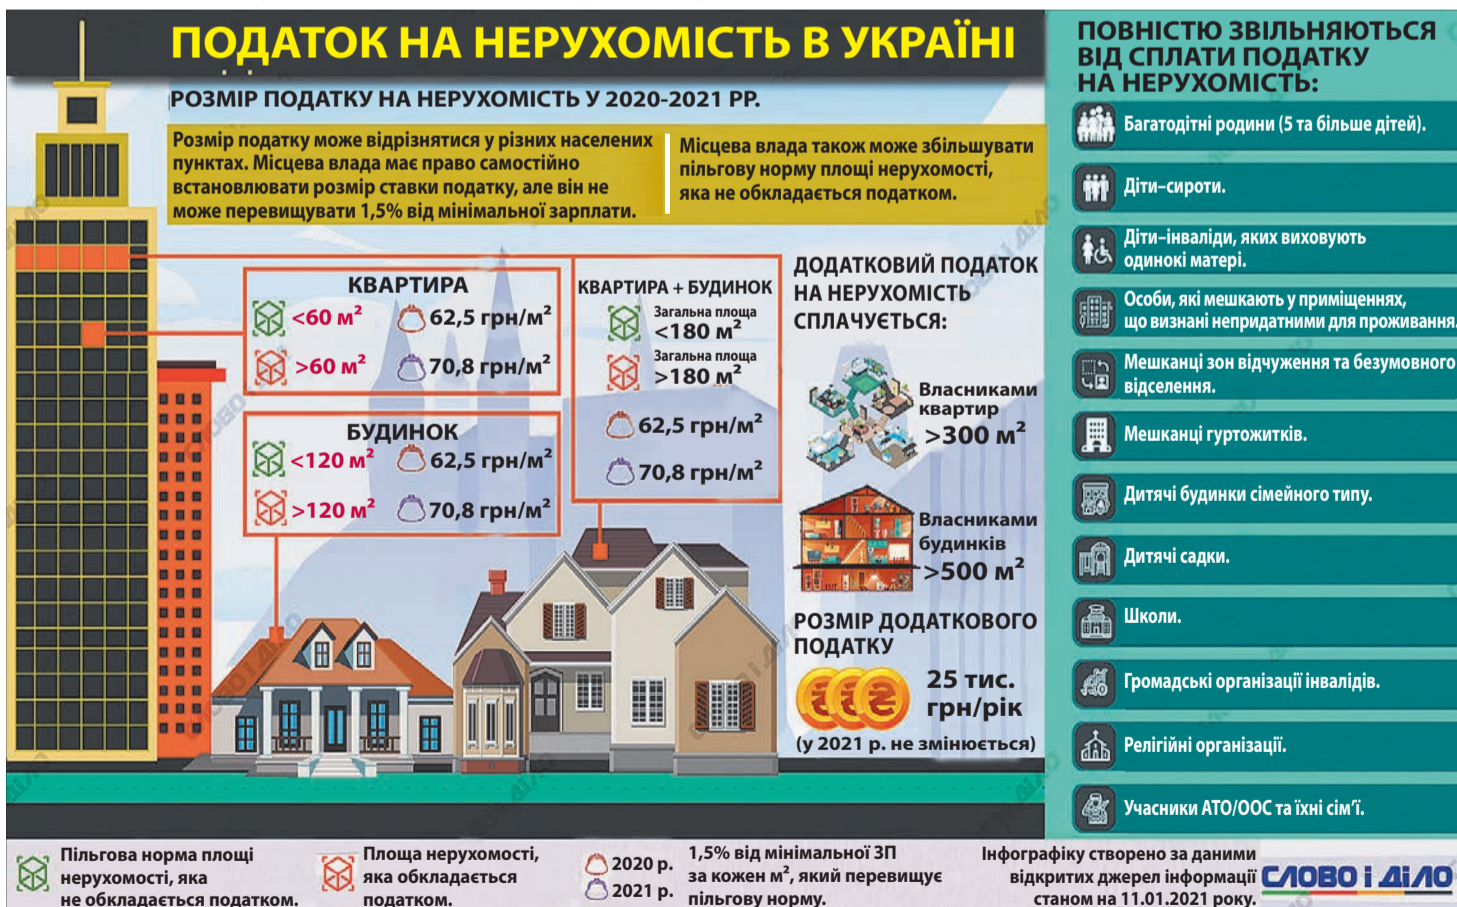 ПОДАТОК НА НЕРУХОМІСТЬ В УКРАЇНІ
РОЗМІР ПОДАТКУ НА НЕРУХОМІСТЬ У 2020-2021 РР.
Розмір податку може відрізнятися у різних населених
пунктах. Місцева влада має право самостійно
встановлювати розмір ставки податку, але він не
може перевищувати 1,5% від мінімальної зарплати.
Місцева влада також може збільшувати
пільгову норму площі нерухомості,
яка не обкладається податком.
КВАРТИРА
<60 м² 62,5 грн/м²
>60 м² 70,8 грн/м²
БУДИНОК
<120 м² 62,5 грн/м²
>120 м² 70,8 грн/м²
КВАРТИРА + БУДИНОК
Загальна площа
<180 м²
Загальна площа
>180 м²
62,5 грн/м²
70,8 грн/м²
ДОДАТКОВИЙ ПОДАТОК
НА НЕРУХОМІСТЬ
СПЛАЧУЄТЬСЯ:
Власниками
квартир
>300 м²
Власниками
будинків
>500 м²
РОЗМІР ДОДАТКОВОГО
ПОДАТКУ
25 тис.
грн/рік
(у 2021 р. не змінюється)
ПОВНІСТЮ ЗВІЛЬНЯЮТЬСЯ
ВІД СПЛАТИ ПОДАТКУ
НА НЕРУХОМІСТЬ:
Багатодітні родини (5 та більше дітей).
Діти–сироти.
Діти–інваліди, яких виховують
одинокі матері.
Особи, які мешкають у приміщеннях,
що визнані непридатними для проживання.
Мешканці зон відчуження та безумовного
відселення.
Мешканці гуртожитків.
Дитячі будинки сімейного типу.
Дитячі садки.
Школи.
Громадські організації інвалідів.
Релігійні організації.
Учасники АТО/ООС та їхні сім’ї.
Пільгова норма площі
нерухомості, яка
не обкладається податком.
Площа нерухомості,
яка обкладається
податком.
2020 р.
2021 р.
1,5% від мінімальної ЗП
за кожен м², який перевищує
пільгову норму.
Інфографіку створено за даними
відкритих джерел інформації
станом на 11.01.2021 року.
СЛОВО і ДіЛО